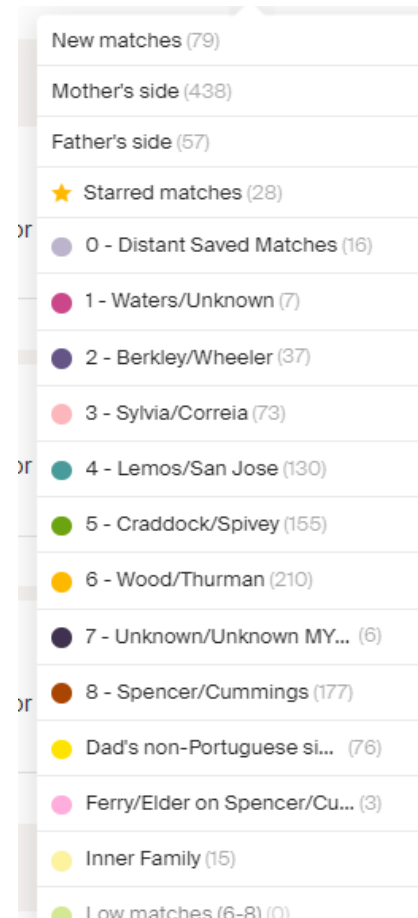 New matches (79)
Mother's side (438)
Father's side (57)
Starred matches (28)
or
0 - Distant Saved Matches (16)
1 - Waters/Unknown (7)
2 - Berkley/Wheeler (37)
3 - Sylvia/Correia (73)
or
4 - Lemos/San Jose (130)
5 - Craddock/Spivey (155)
6 - Wood/Thurman (210)
7 - Unknown/Unknown MY... (6)
or
8 - Spencer/Cummings (177)
Dad's non-Portuguese si... (76)
Ferry/Elder on Spencer/Cu... (3)
Inner Family (15)
Low matches (6-8) (0)